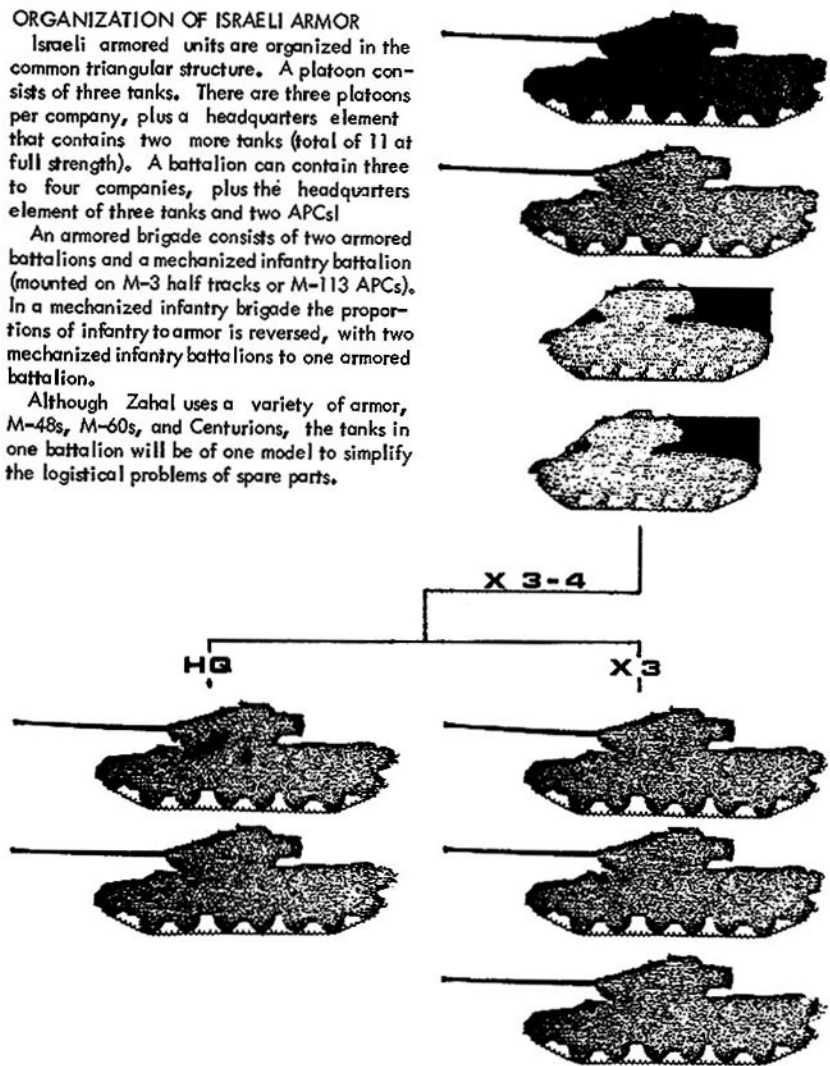 ORGANIZATION OF ISRAELI ARMOR
Israeli armored units are organized in the
common triangular structure. A platoon con-
sists of three tanks. There are three platoons
per company, plus a headquarters element
that contains two more tanks (total of 11 at
full strength). A battalion can contain three
to four companies, plus the headquarters
element of three tanks and two APCsl
An armored brigade consists of two armored
battalions and a mechanized infantry battalion
(mounted on M-3 half tracks or M-113 APCs).
In a mechanized infantry brigade the propor-
tions of infantry to armor is reversed, with two
mechanized infantry battalions to one armored
battalion.
Although Zahal uses a variety of armor,
M-48s, M-60s, and Centurions, the tanks in
one battalion will be of one model to simplify
the logistical problems of spare parts.
X 3-4
HQ
X 3